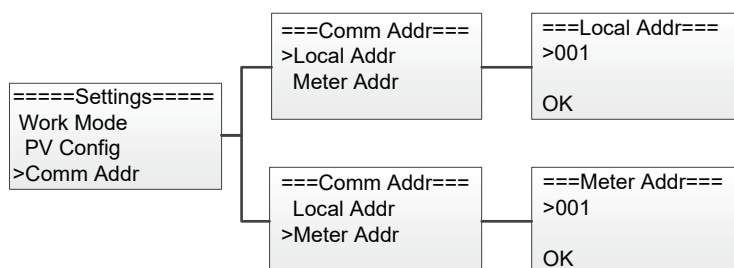 =====Settings=====
Work Mode
PV Config
>Comm Addr
===Comm Addr===
>Local Addr
Meter Addr
===Local Addr===
>001
OK
===Comm Addr===
Local Addr
>Meter Addr
===Meter Addr===
>001
OK